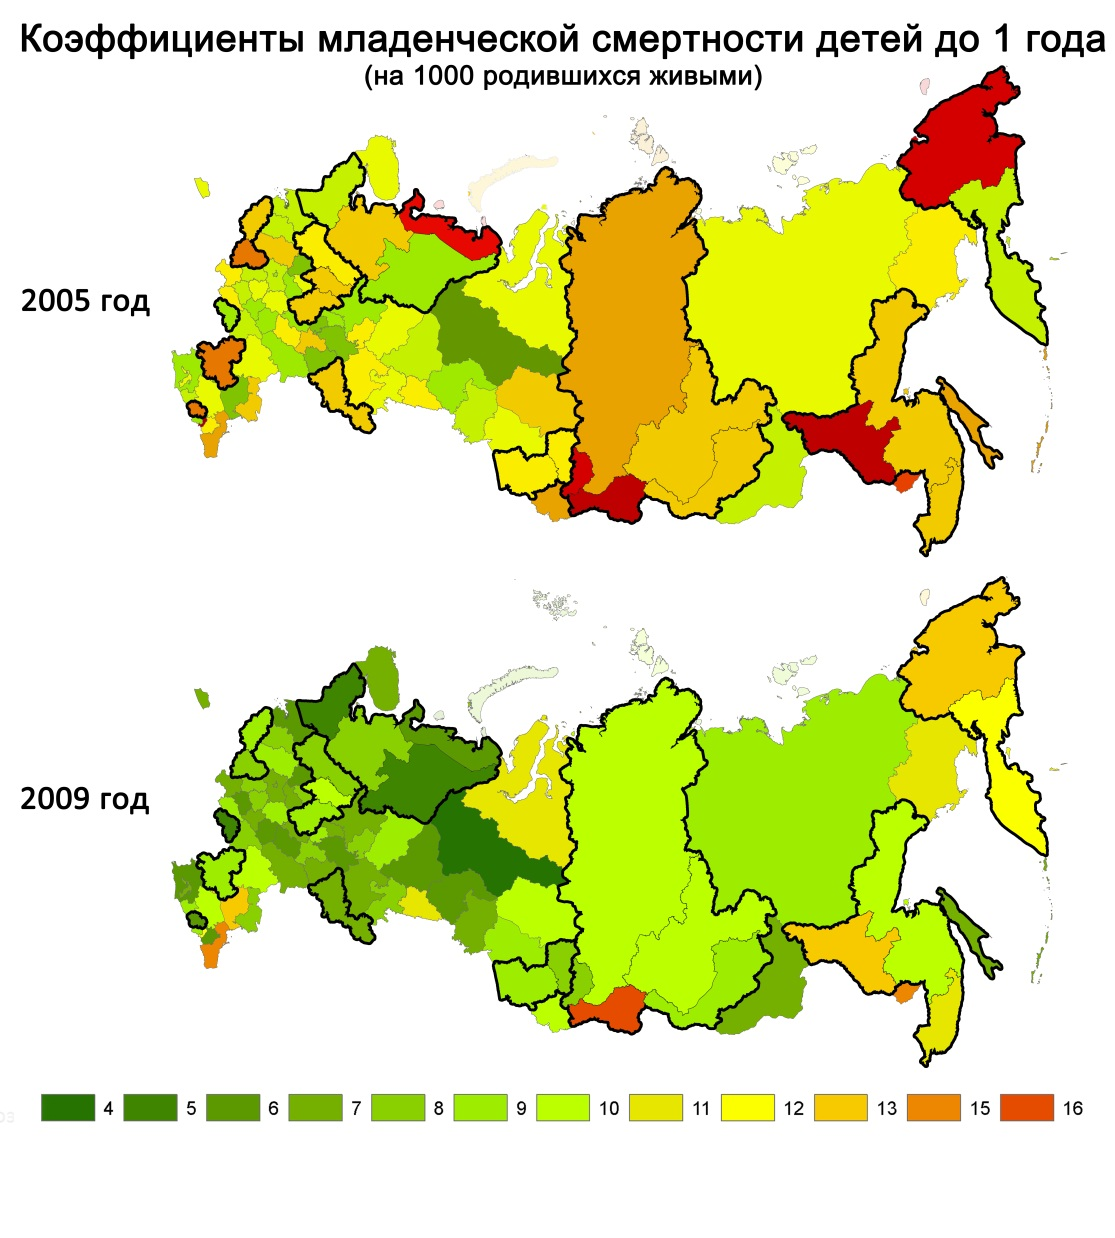 Коэффициенты младенческой смертности детей до 1 года
(на 1000 родившихся живыми)
2005 год
2009 год
4 5 6 7 8 9 10 11 12 13 15 16